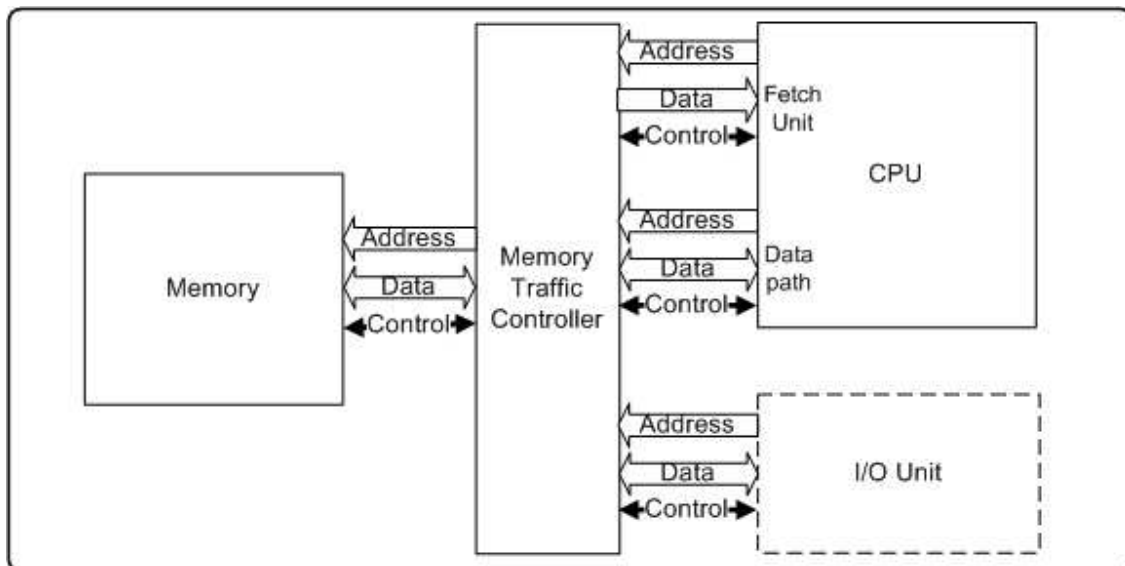 Memory
Address
Data
Control
Memory
Traffic
Controller
Address
Data
Control
Fetch
Unit
CPU
Address
Data
Control
Data
path
Address
Data
Control
I/O Unit